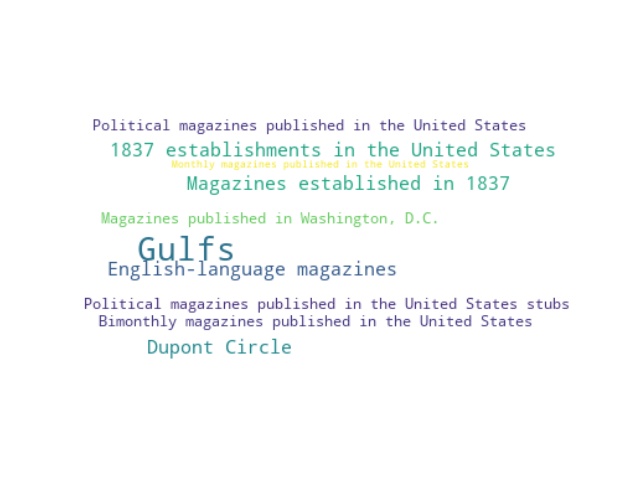 Political magazines published in the United States
1837 establishments in the United States
Monthly magazines published in the United States
Magazines established in 1837
Magazines published in Washington, D.C.
Gulfs
English-language magazines
Political magazines published in the United States stubs
Bimonthly magazines published in the United States
Dupont Circle